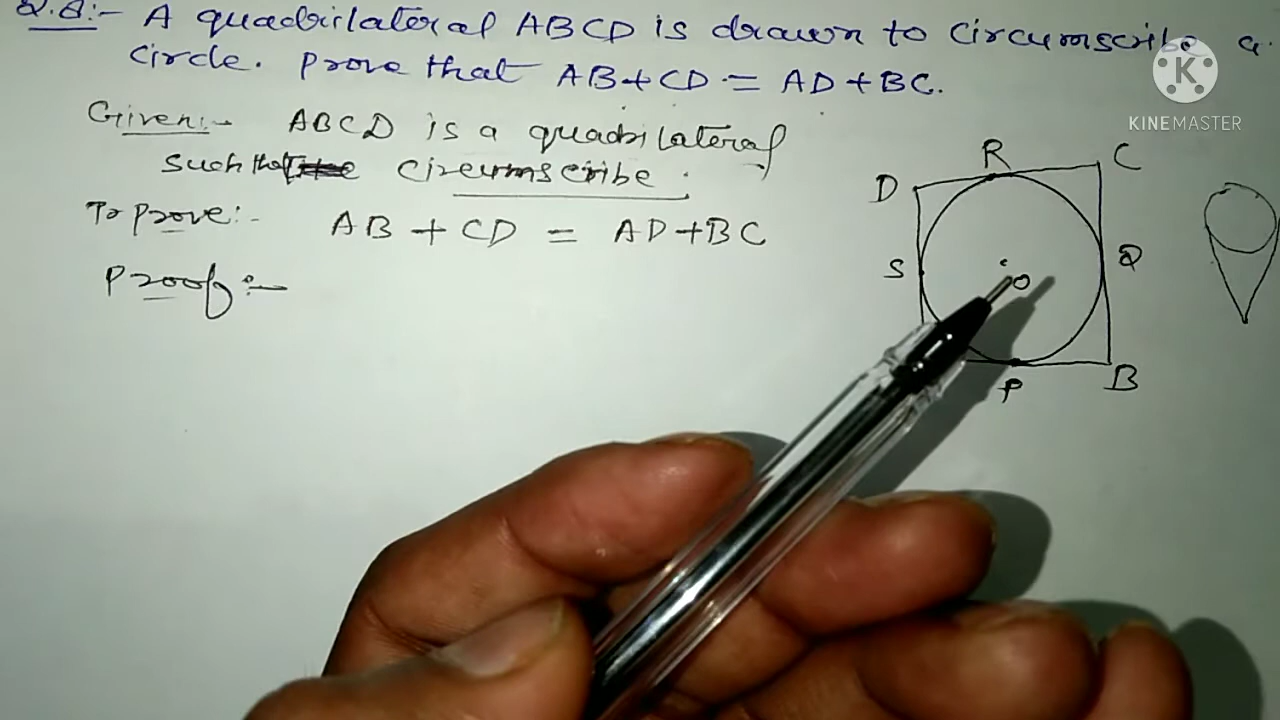 Q.8:- A quadrilateral ABCD is drawn to circumscribe a
circle. Prove that AB+CD = AD+BC.
Given:- ABCD is a quadrilateral
such that circumscribe.
To prove:- AB + CD = AD+BC
Proof:-
K
KINEMASTER
R
C
D
S
Q
O
P
B